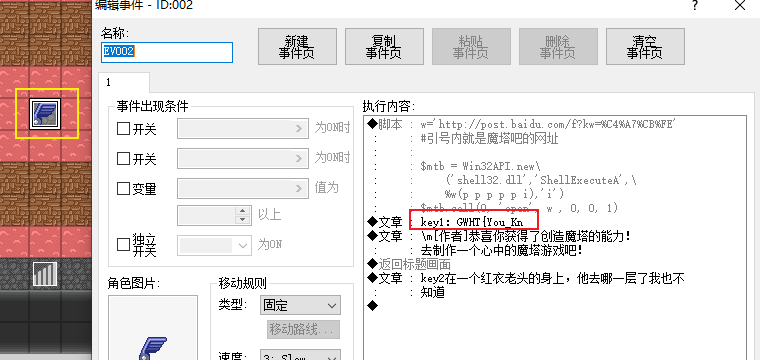 编辑事件 - ID:002
名称:
EV002
新建
事件页
复制
事件页
粘贴
事件页
删除
事件页
清空
事件页
1
事件出现条件
开关
为ON时
开关
为ON时
变量
值为
以上
独立
开关
为ON
角色图片:
移动规则
类型:
固定
移动路线...
速度:
3: Slow
执行内容:
◆脚本 : w='http://post.baidu.com/f?kw=%C4%A7%CB%FE'
: #引号内就是魔塔吧的网址
:
: $mtb = Win32API.new\
: ('shell32.dll','ShellExecuteA',\
: %w(p p p p p i),'i')
: $mtb.call(0, 'open', w , 0, 0, 1)
◆文章 : key1: GWHT{You_Kn
◆文章 : \m[作者]恭喜你获得了创造魔塔的能力!
: 去制作一个心中的魔塔游戏吧!
◆返回标题画面
◆文章 : key2在一个红衣老头的身上，他去哪一层了我也不
: 知道
◆